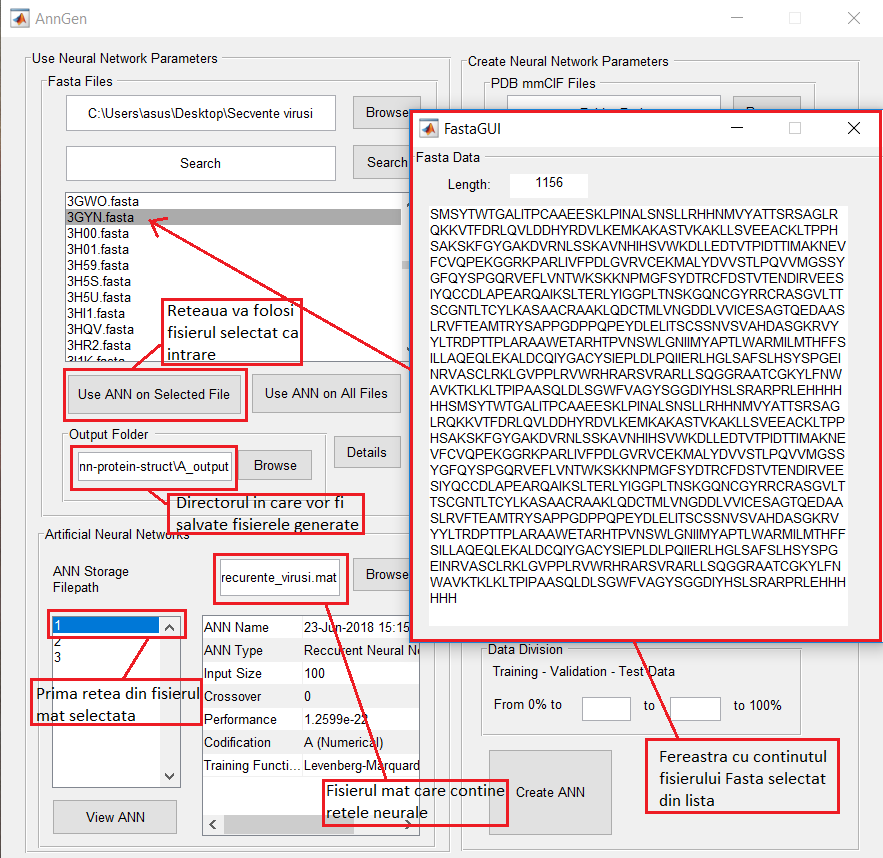 AnnGen
Use Neural Network Parameters
Fasta Files
C:\Users\asus\Desktop\Secvente virusi
Browse
Search
Search
3GWO.fasta
3GYN.fasta
3H00.fasta
3H01.fasta
3H59.fasta
3H5S.fasta
3H5U.fasta
3HI1.fasta
3HQV.fasta
3HR2.fasta
3I1K.fasta
Reteaua va folosi
fisierul selectat ca
intrare
Use ANN on Selected File
Use ANN on All Files
Output Folder
nn-protein-struct\A_output
Browse
Details
Directorul in care vor fi
salvate fisierele generate
Artificial Neural Networks
ANN Storage
Filepath
recurente_virusi.mat
Browse
1
2
3
Prima retea din fisierul
mat selectata
ANN Name 23-Jun-2018 15:15
ANN Type Reccurent Neural Ne
Input Size 100
Crossover 0
Performance 1.2599e-22
Codification A (Numerical)
Training Functi... Levenberg-Marquard
Fisierul mat care contine
retele neurale
View ANN
Create Neural Network Parameters
PDB mmCIF Files
FastaGUI
Fasta Data
Length: 1156
SMSYTWTGALITPCAAEESKLPINALSNSLLRHHNMVYATTSRSAGLR
QKKVTFDRLQVLDDHYRDVLKEMKAKASTVKAKLLSVEEACKLTPPH
SAKSKFGYGAKDVRNLSSKAVNHIHSVWKDLLEDTVTPIDTTIMAKNEV
FCVQPEKGGRKPARLIVFPDLGVRVCEKMALYDVVSTLPQVVMGSSY
GFQYSPGQRVEFLVNTWKSKKNPMGFSYDTRCFDSTVTENDIRVEES
IYQCCDLAPEARQAIKSLTERLYIGGPLTNSKGQNCGYRRCRASGVLTT
SCGNTLTCYLKASAACRAAKLQDCTMLVNGDDLVVICESAGTQEDAAS
LRVFTEAMTRYSAPPGDPPQPEYDLELITSCSSNVSVAHDASGKRVY
YLTRDPTTPLARAAWETARHTPVNSWLGNIIMYAPTLWARMILMTHFFS
ILLAQEQLEKALDCQIYGACYSIEPLDLPQIIERLHGLSAFSLHSYSPGEI
NRVASCLRKLGVPPLRVWRHRARSVRARLLSQGGRAATCGKYLFNW
AVKTKLKLTPIPAASQLDLSGWFVAGYSGGDIYHSLSRARPRLEHHHH
HHSMSYTWTGALITPCAAEESKLPINALSNSLLRHHNMVYATTSRSAG
LRQKKVTFDRLQVLDDHYRDVLKEMKAKASTVKAKLLSVEEACKLTPP
HSAKSKFGYGAKDVRNLSSKAVNHIHSVWKDLLEDTVTPIDTTIMAKNE
VFCVQPEKGGRKPARLIVFPDLGVRVCEKMALYDVVSTLPQVVMGSS
YGFQYSPGQRVEFLVNTWKSKKNPMGFSYDTRCFDSTVTENDIRVEE
SIYQCCDLAPEARQAIKSLTERLYIGGPLTNSKGQNCGYRRCRASGVLT
TSCGNTLTCYLKASAACRAAKLQDCTMLVNGDDLVVICESAGTQEDAA
SLRVFTEAMTRYSAPPGDPPQPEYDLELITSCSSNVSVAHDASGKRV
YYLTRDPTTPLARAAWETARHTPVNSWLGNIIMYAPTLWARMILMTHFF
SILLAQEQLEKALDCQIYGACYSIEPLDLPQIIERLHGLSAFSLHSYSPG
EINRVASCLRKLGVPPLRVWRHRARSVRARLLSQGGRAATCGKYLFN
WAVKTKLKLTPIPAASQLDLSGWFVAGYSGGDIYHSLSRARPRLEHHH
HHH
Data Division
Training - Validation - Test Data
From 0% to to to 100%
Fereastra cu continutul
fisierului Fasta selectat
din lista
Create ANN